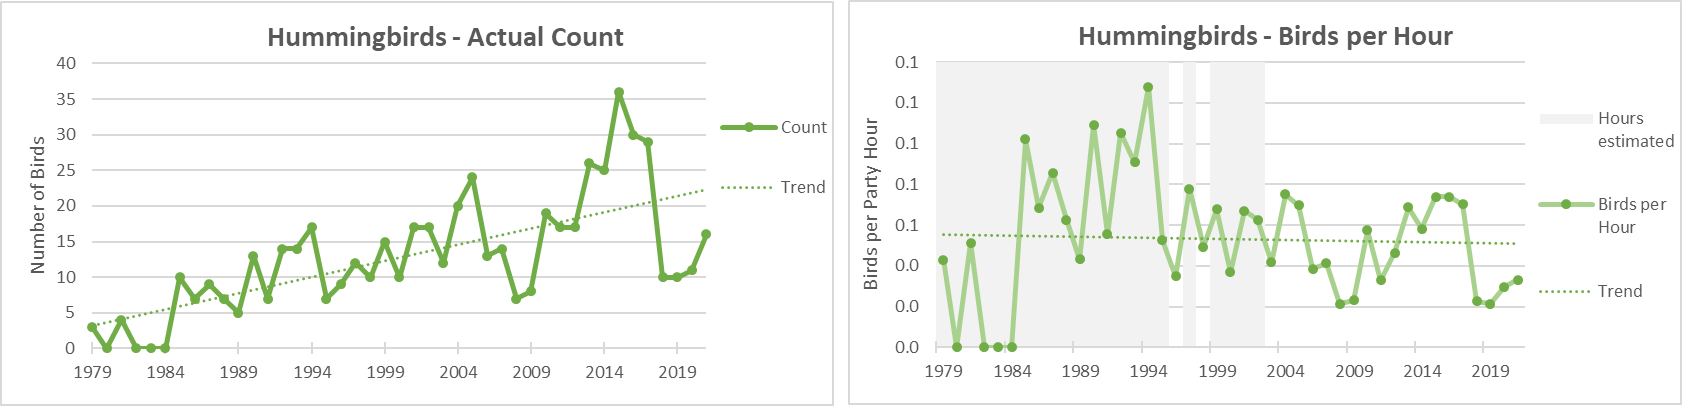 Hummingbirds - Actual Count
40
35
30
25
20
15
10
5
0
Number of Birds
1979 1984 1989 1994 1999 2004 2009 2014 2019
Count
Trend
Hummingbirds - Birds per Hour
0.1
0.1
0.1
0.1
0.1
0.0
0.0
0.0
Birds per Party Hour
1979 1984 1989 1994 1999 2004 2009 2014 2019
Hours
estimated
Birds per
Hour
Trend